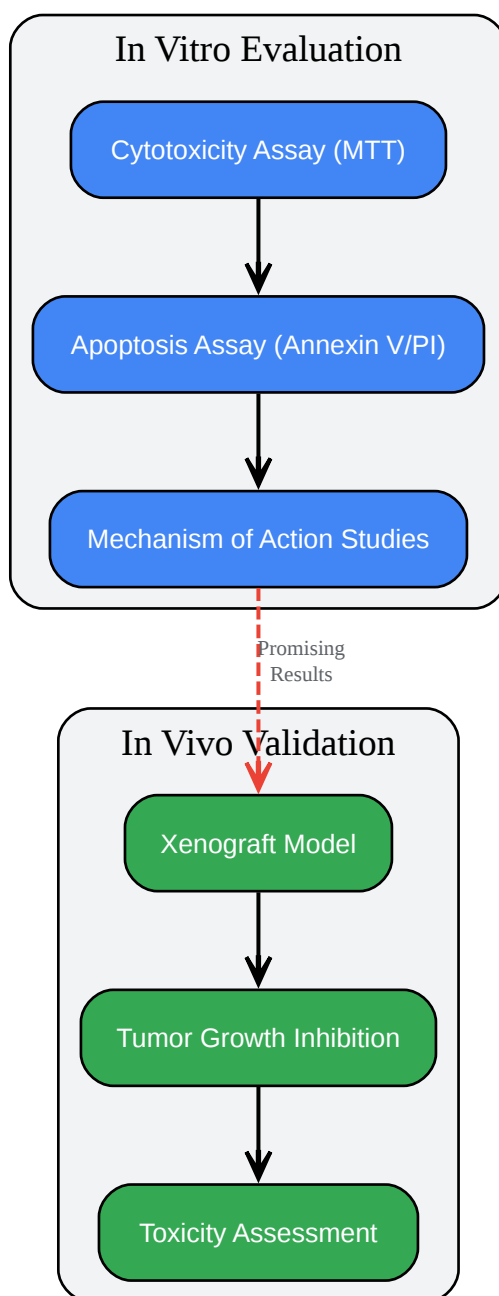 In Vitro Evaluation
Cytotoxicity Assay (MTT)
Apoptosis Assay (Annexin V/PI)
Mechanism of Action Studies
Promising
Results
In Vivo Validation
Xenograft Model
Tumor Growth Inhibition
Toxicity Assessment